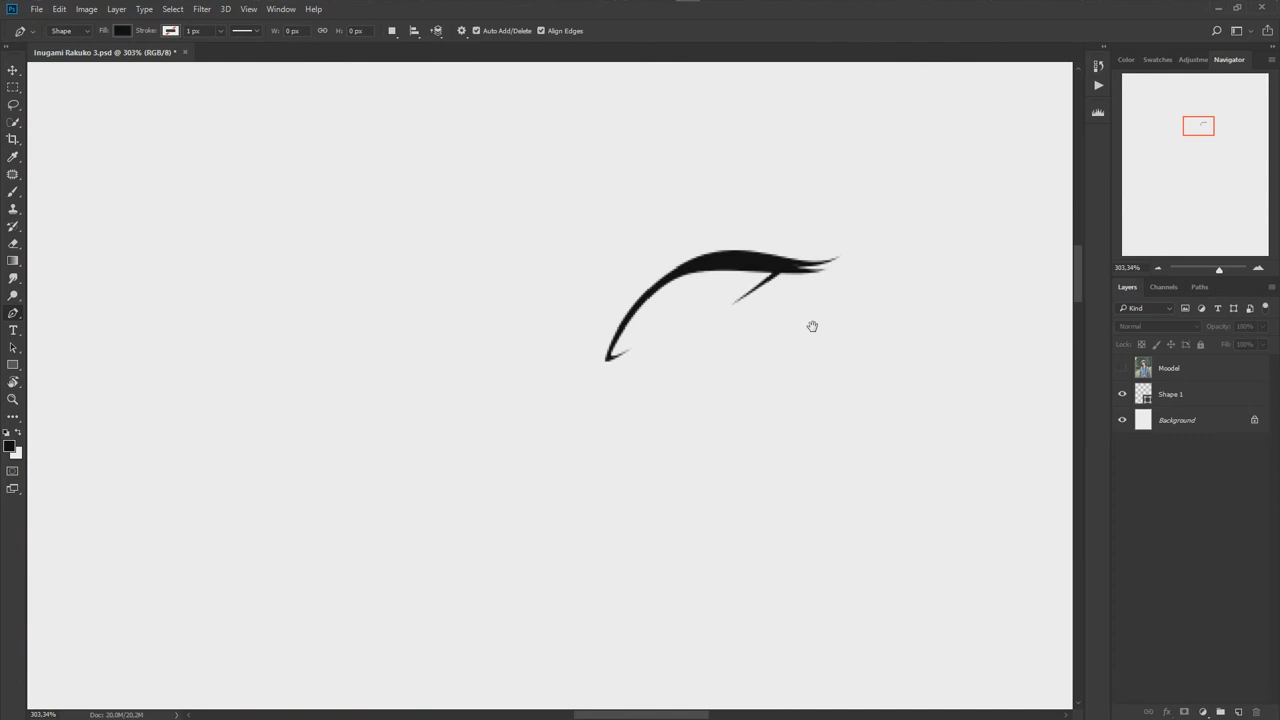 Ps File Edit Image Layer Type Select Filter 3D View Window Help
Shape Fill: Stroke: 1 px W: 0 px H: 0 px Auto Add/Delete Align Edges
Inugami Rakuko 3.psd @ 303% (RGB/8) *
Color Swatches Adjustme Navigator
303,34%
Layers Channels Paths
Kind
Normal Opacity: 100%
Lock: Fill: 100%
Moodel
Shape 1
Background
303,34% Doc: 20,0M/20,2M